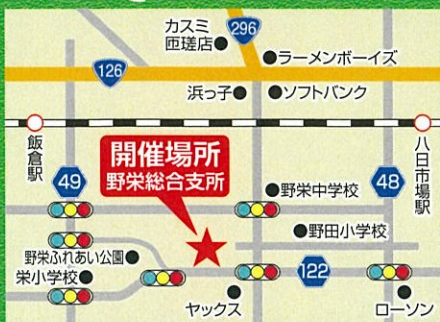 カスミ
匝瑳店
296
ラーメンボーイズ
126
浜っ子
ソフトバンク
飯倉駅
開催場所
野栄総合支所
八日市場駅
49
野栄中学校
48
野田小学校
野栄ふれあい公園
栄小学校
122
ヤックス
ローソン